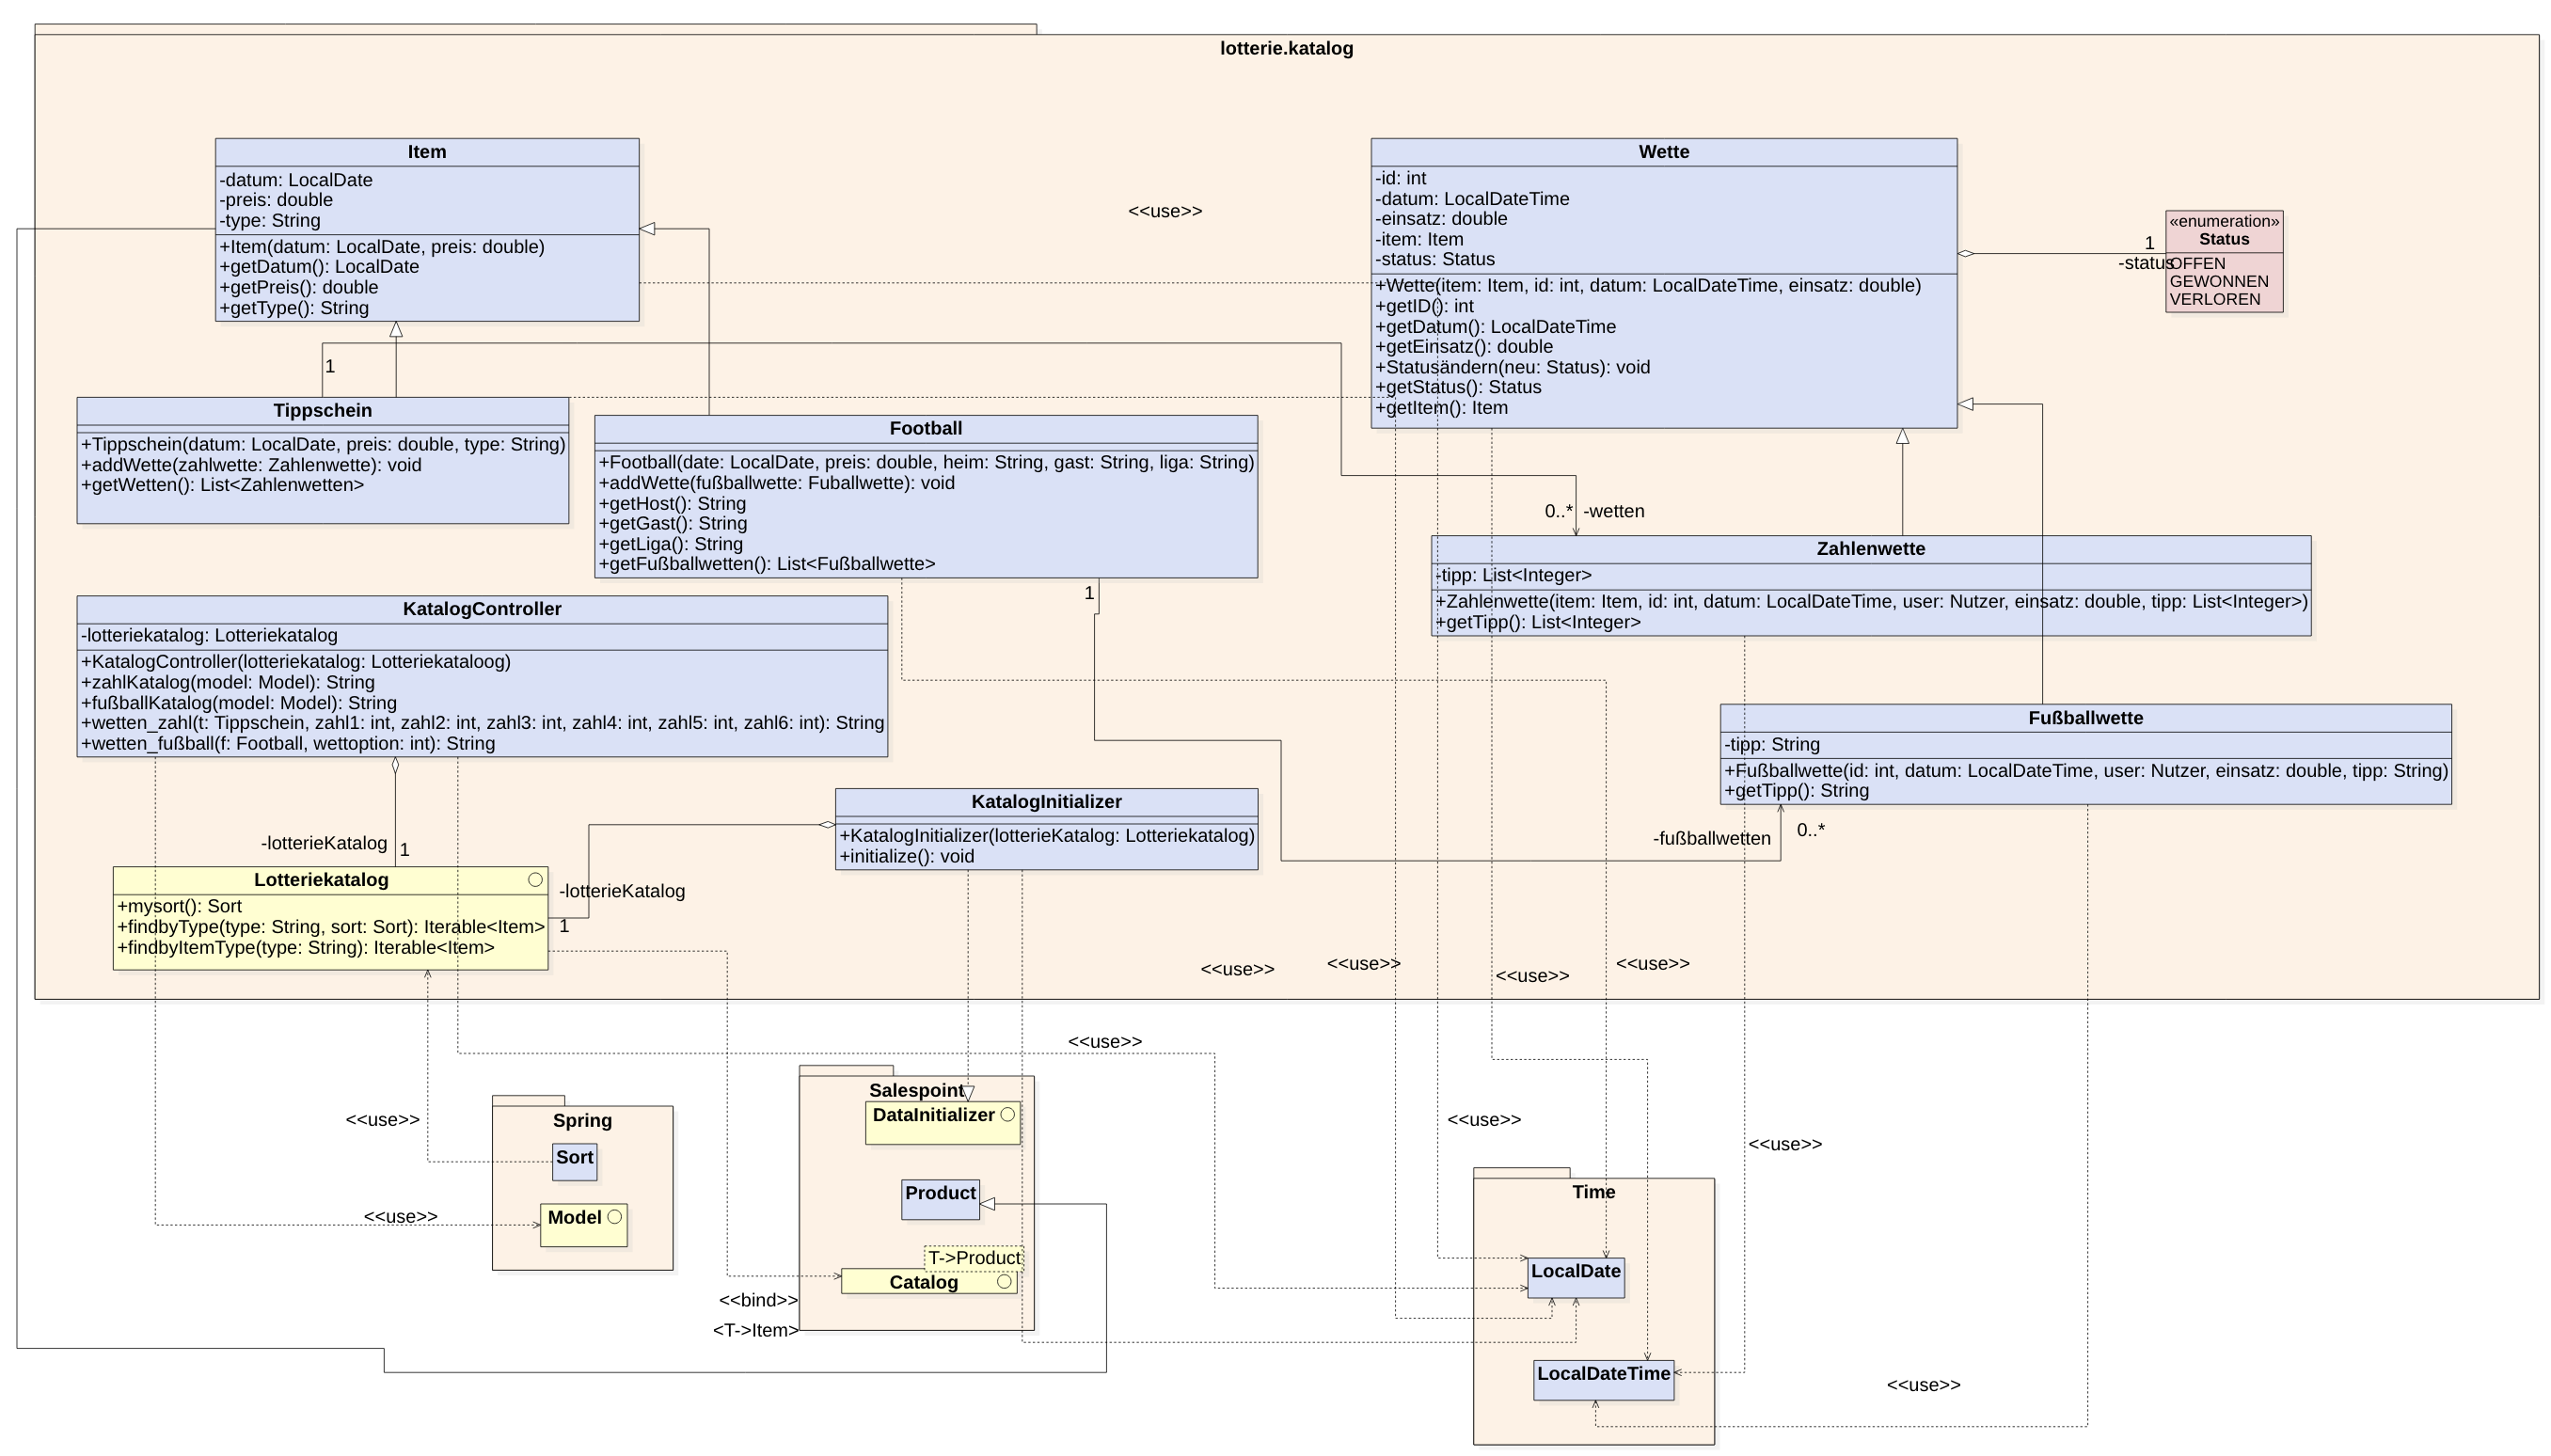 lotterie.katalog
Item
-datum: LocalDate
-preis: double
-type: String
+Item(datum: LocalDate, preis: double)
+getDatum(): LocalDate
+getPreis(): double
+getType(): String
<<use>>
Wette
-id: int
-datum: LocalDateTime
-einsatz: double
-item: Item
-status: Status
+Wette(item: Item, id: int, datum: LocalDateTime, einsatz: double)
+getID(): int
+getDatum(): LocalDateTime
+getEinsatz(): double
+Statusändern(neu: Status): void
+getStatus(): Status
+getItem(): Item
1
-status
«enumeration»
Status
OFFEN
GEWONNEN
VERLOREN
1
Tippschein
+Tippschein(datum: LocalDate, preis: double, type: String)
+addWette(zahlwette: Zahlenwette): void
+getWetten(): List<Zahlenwetten>
Football
+Football(date: LocalDate, preis: double, heim: String, gast: String, liga: String)
+addWette(fußballwette: Fuballwette): void
+getHost(): String
+getGast(): String
+getLiga(): String
+getFußballwetten(): List<Fußballwette>
1
0..*
-wetten
Zahlenwette
-tipp: List<Integer>
+Zahlenwette(item: Item, id: int, datum: LocalDateTime, user: Nutzer, einsatz: double, tipp: List<Integer>)
+getTipp(): List<Integer>
KatalogController
-lotteriekatalog: Lotteriekatalog
+KatalogController(lotteriekatalog: Lotteriekataloog)
+zahlKatalog(model: Model): String
+fußballKatalog(model: Model): String
+wetten_zahl(t: Tippschein, zahl1: int, zahl2: int, zahl3: int, zahl4: int, zahl5: int, zahl6: int): String
+wetten_fußball(f: Football, wettoption: int): String
Fußballwette
-tipp: String
+Fußballwette(id: int, datum: LocalDateTime, user: Nutzer, einsatz: double, tipp: String)
+getTipp(): String
-fußballwetten
0..*
KatalogInitializer
+KatalogInitializer(lotterieKatalog: Lotteriekatalog)
+initialize(): void
-lotterieKatalog
1
Lotteriekatalog
+mysort(): Sort
+findbyType(type: String, sort: Sort): Iterable<Item>
+findbyItemType(type: String): Iterable<Item>
-lotterieKatalog
1
<<use>>
<<use>>
<<use>>
<<use>>
<<use>>
<<use>>
<<use>>
<<use>>
<<use>>
<<use>>
Spring
Sort
Model
Salespoint
DataInitializer
Product
T->Product
Catalog
<<bind>>
<T->Item>
Time
LocalDate
LocalDateTime